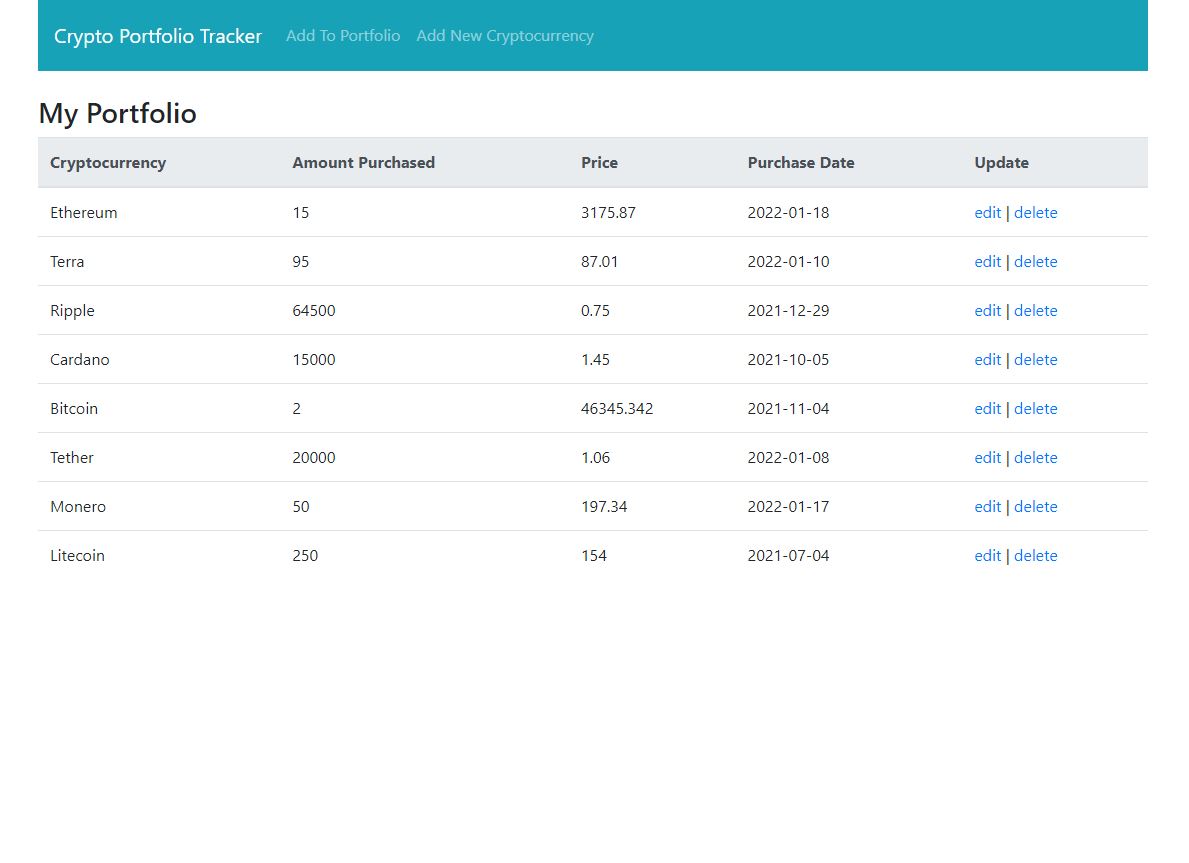 Crypto Portfolio Tracker Add To Portfolio Add New Cryptocurrency
My Portfolio
Cryptocurrency Amount Purchased Price Purchase Date Update
Ethereum 15 3175.87 2022-01-18 edit | delete
Terra 95 87.01 2022-01-10 edit | delete
Ripple 64500 0.75 2021-12-29 edit | delete
Cardano 15000 1.45 2021-10-05 edit | delete
Bitcoin 2 46345.342 2021-11-04 edit | delete
Tether 20000 1.06 2022-01-08 edit | delete
Monero 50 197.34 2022-01-17 edit | delete
Litecoin 250 154 2021-07-04 edit | delete